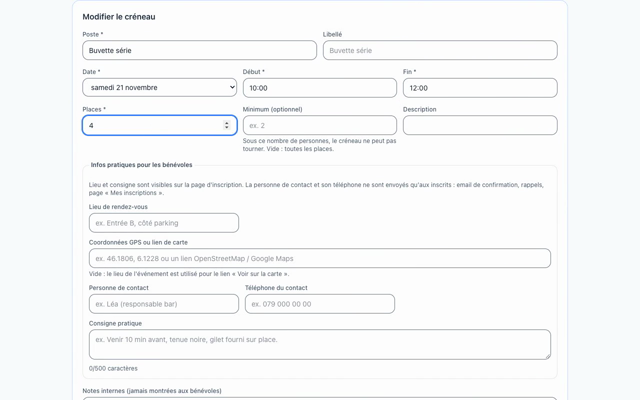 Modifier le créneau
Poste *
Libellé
Buvette série
Buvette série
Date *
Début *
Fin *
samedi 21 novembre
10:00
12:00
Places *
Minimum (optionnel)
Description
4
ex. 2
Sous ce nombre de personnes, le créneau ne peut pas
tourner. Vide : toutes les places.
Infos pratiques pour les bénévoles
Lieu et consigne sont visibles sur la page d'inscription. La personne de contact et son téléphone ne sont envoyés qu'aux inscrits : email de confirmation, rappels,
page « Mes inscriptions ».
Lieu de rendez-vous
ex. Entrée B, côté parking
Coordonnées GPS ou lien de carte
ex. 46.1806, 6.1228 ou un lien OpenStreetMap / Google Maps
Vide : le lieu de l'événement est utilisé pour le lien « Voir sur la carte ».
Personne de contact
Téléphone du contact
ex. Léa (responsable bar)
ex. 079 000 00 00
Consigne pratique
ex. Venir 10 min avant, tenue noire, gilet fourni sur place.
0/500 caractères
Notes internes (jamais montrées aux bénévoles)